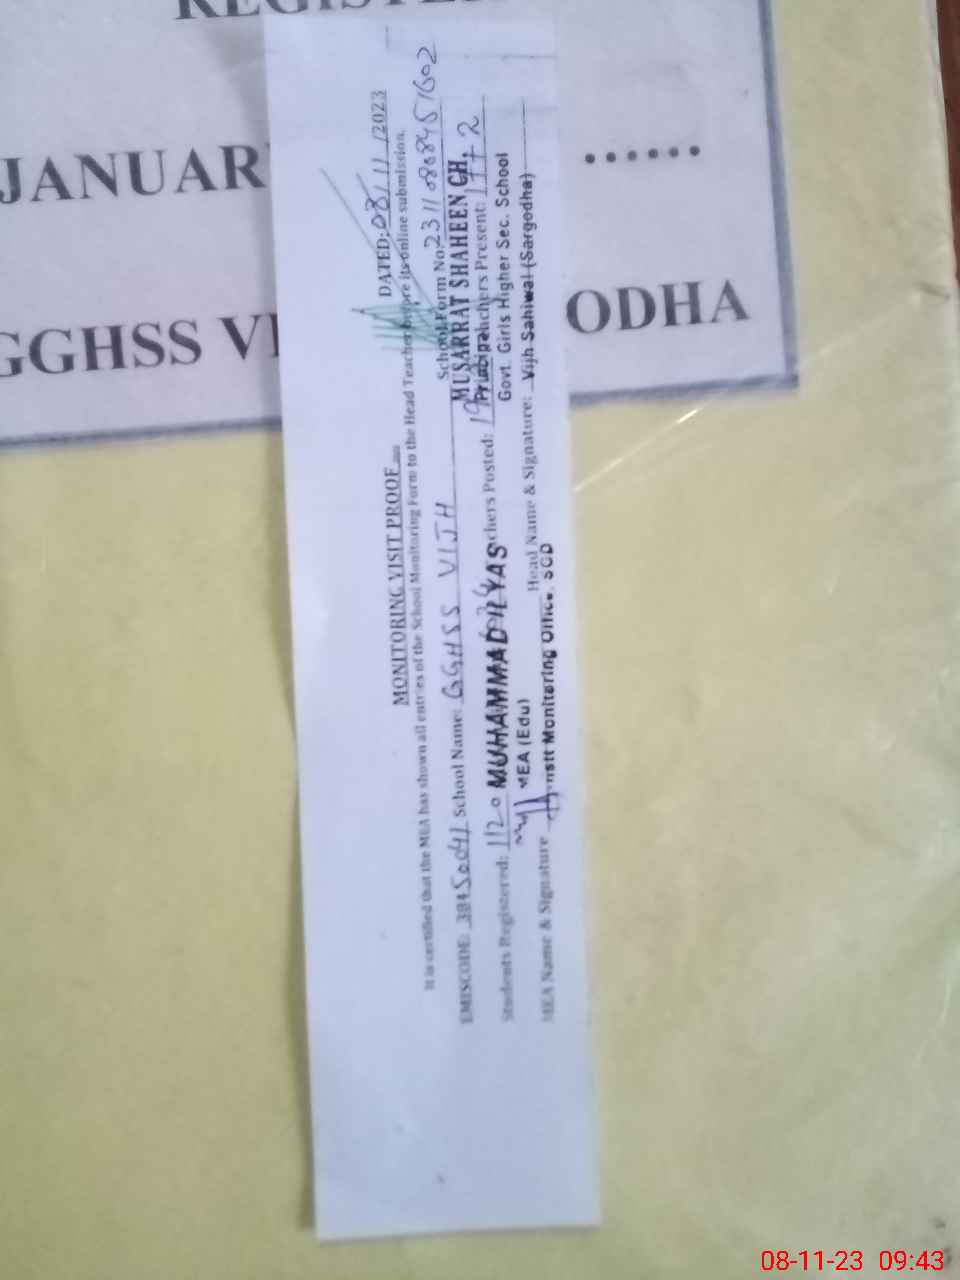 REGISTER
JANUAR
......
GGHSS VI
ODHA
MONITORING VISIT PROOF
DATED: 08/11/2023
It is certified that the MEA has shown all entries of the School Monitoring Form to the Head Teacher before its online submission.
EMISCODE: 38450041 School Name: GGHSS VIJH School Form No:
MUSARRAT SHAHEEN CH.
Students Registered: 1120 Teachers Posted: Teachers Present: 17+2
MUHAMMAD ILYAS
Principal
MEA (Edu)
Govt. Girls Higher Sec. School
MEA Name & Signature Head Name & Signature:
Distt Monitoring Office, SGD
Vijh Sahiwal (Sargodha)
08-11-23 09:43